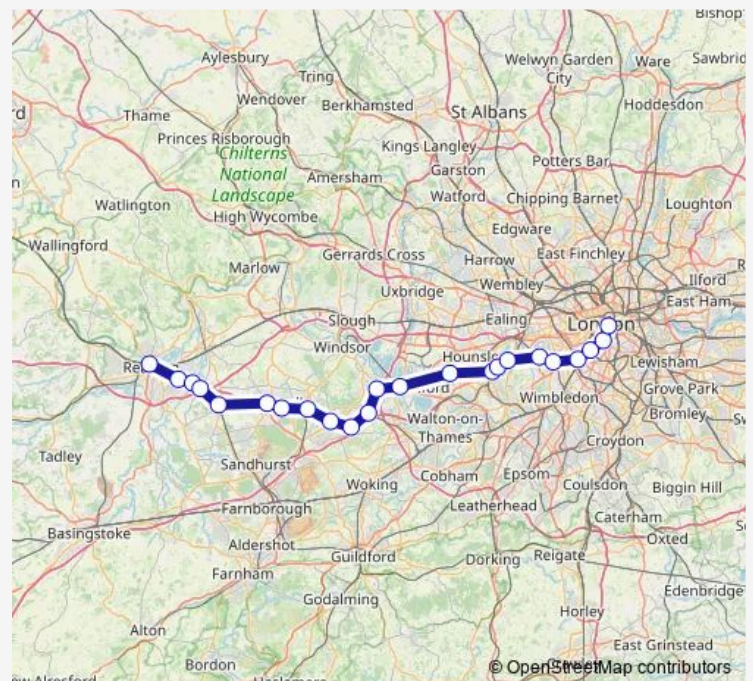 Bishop
Aylesbury
Welwyn Garden
City
Ware
Sawbrid
Tring
Wendover
Berkhamsted
St Albans
Hoddesdon
rd
Thame
Princes Risborough
Kings Langley
Chilterns
National
Landscape
Potters Bar
Garston
Amersham
Watford
Chipping Barnet
Loughton
Watlington
High Wycombe
Edgware
Wallingford
Gerrards Cross
Harrow
East Finchley
Marlow
Wembley
Ilford
Uxbridge
East Ham
Slough
Ealing
London
Windsor
Hounsl
Lewisham
Re
ord
Grove Park
Wimbledon
Bromley
Walton-on-
Thames
Croydon
Tadley
Sandhurst
Woking
Cobham
Epsom
Coulsdon
Biggin Hill
Farnborough
Leatherhead
Caterham
Basingstoke
Oxted
Aldershot
Guildford
Dorking
Reigate
Farnham
Edenbridge
Godalming
Horley
Alton
East Grinstead
Bordon
© OpenStreetMap contributors